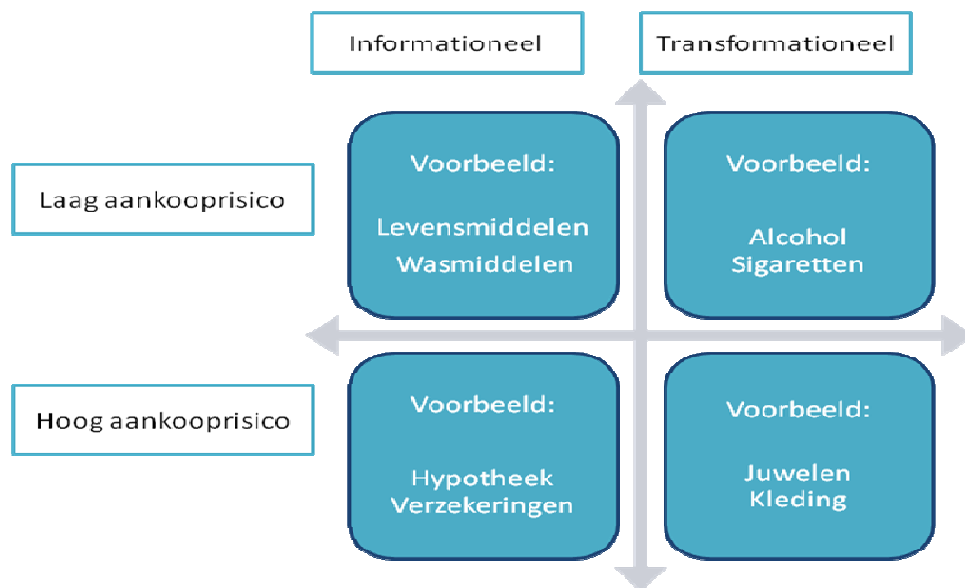 Informationeel
Transformationeel
Laag aankooprisico
Voorbeeld:
Levensmiddelen
Wasmiddelen
Voorbeeld:
Alcohol
Sigaretten
Hoog aankooprisico
Voorbeeld:
Hypotheek
Verzekeringen
Voorbeeld:
Juwelen
Kleding